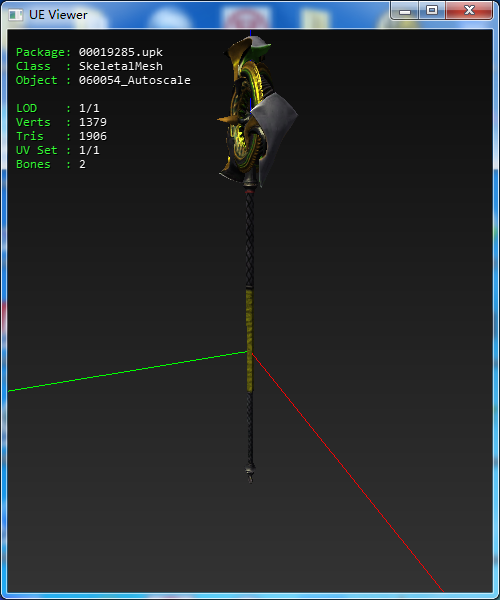 UE Viewer
Package: 00019285.upk
Class : SkeletalMesh
Object : 060054_Autoscale
LOD : 1/1
Verts : 1379
Tris : 1906
UV Set : 1/1
Bones : 2